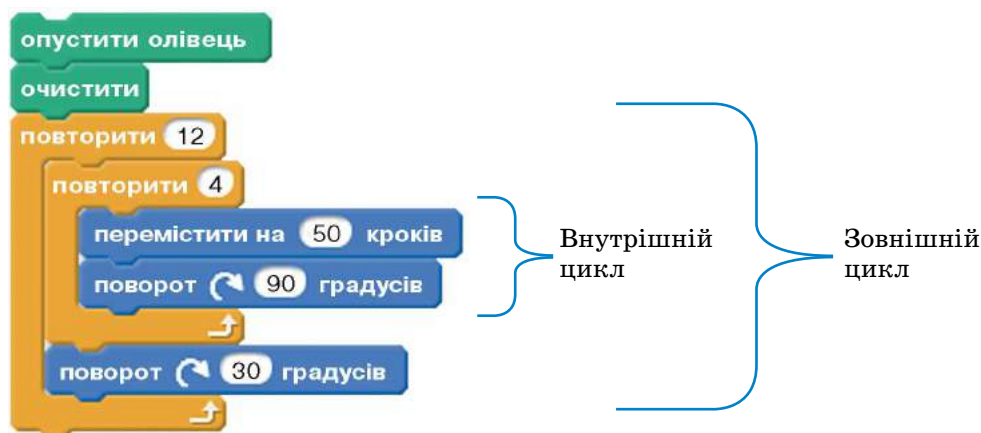 опустити олівець
очистити
повторити 12
повторити 4
перемістити на 50 кроків
поворот 90 градусів
поворот 30 градусів
Внутрішній
цикл
Зовнішній
цикл